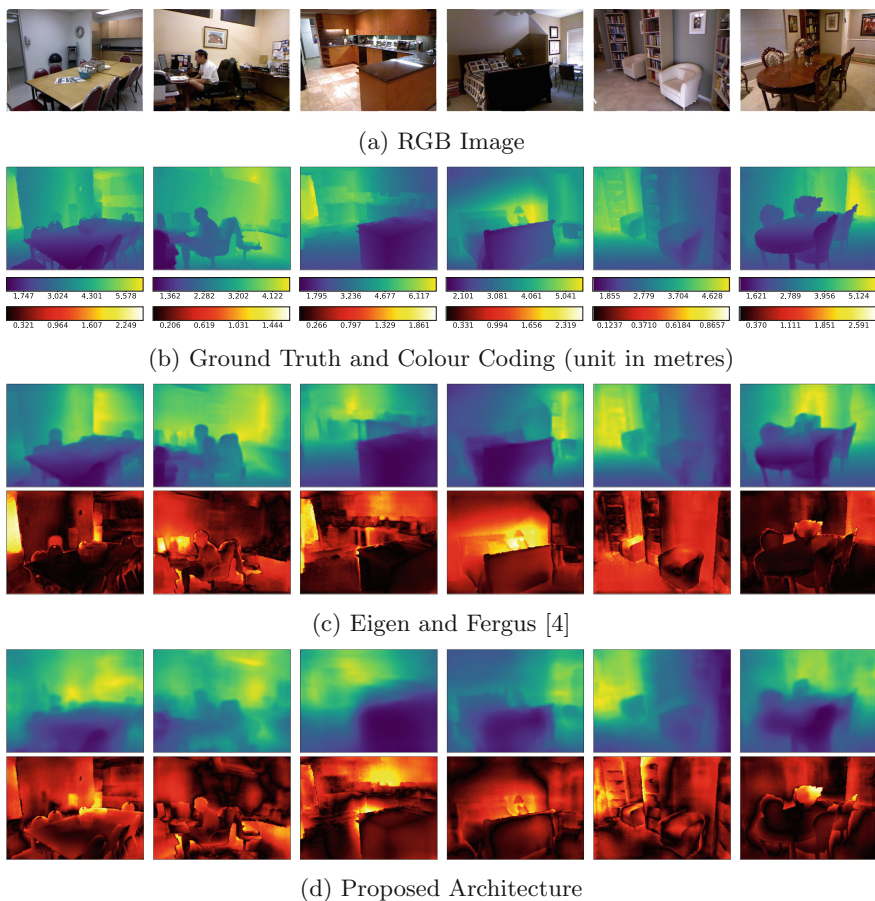 (a) RGB Image
1.747 3.024 4.301 5.578 1.362 2.282 3.202 4.122 1.795 3.236 4.677 6.117 2.101 3.081 4.061 5.041 1.855 2.779 3.704 4.628 1.621 2.789 3.956 5.124
0.321 0.964 1.607 2.249 0.206 0.619 1.031 1.444 0.266 0.797 1.329 1.861 0.331 0.994 1.656 2.319 0.1237 0.3710 0.6184 0.8657 0.370 1.111 1.851 2.591
(b) Ground Truth and Colour Coding (unit in metres)
(c) Eigen and Fergus [4]
(d) Proposed Architecture